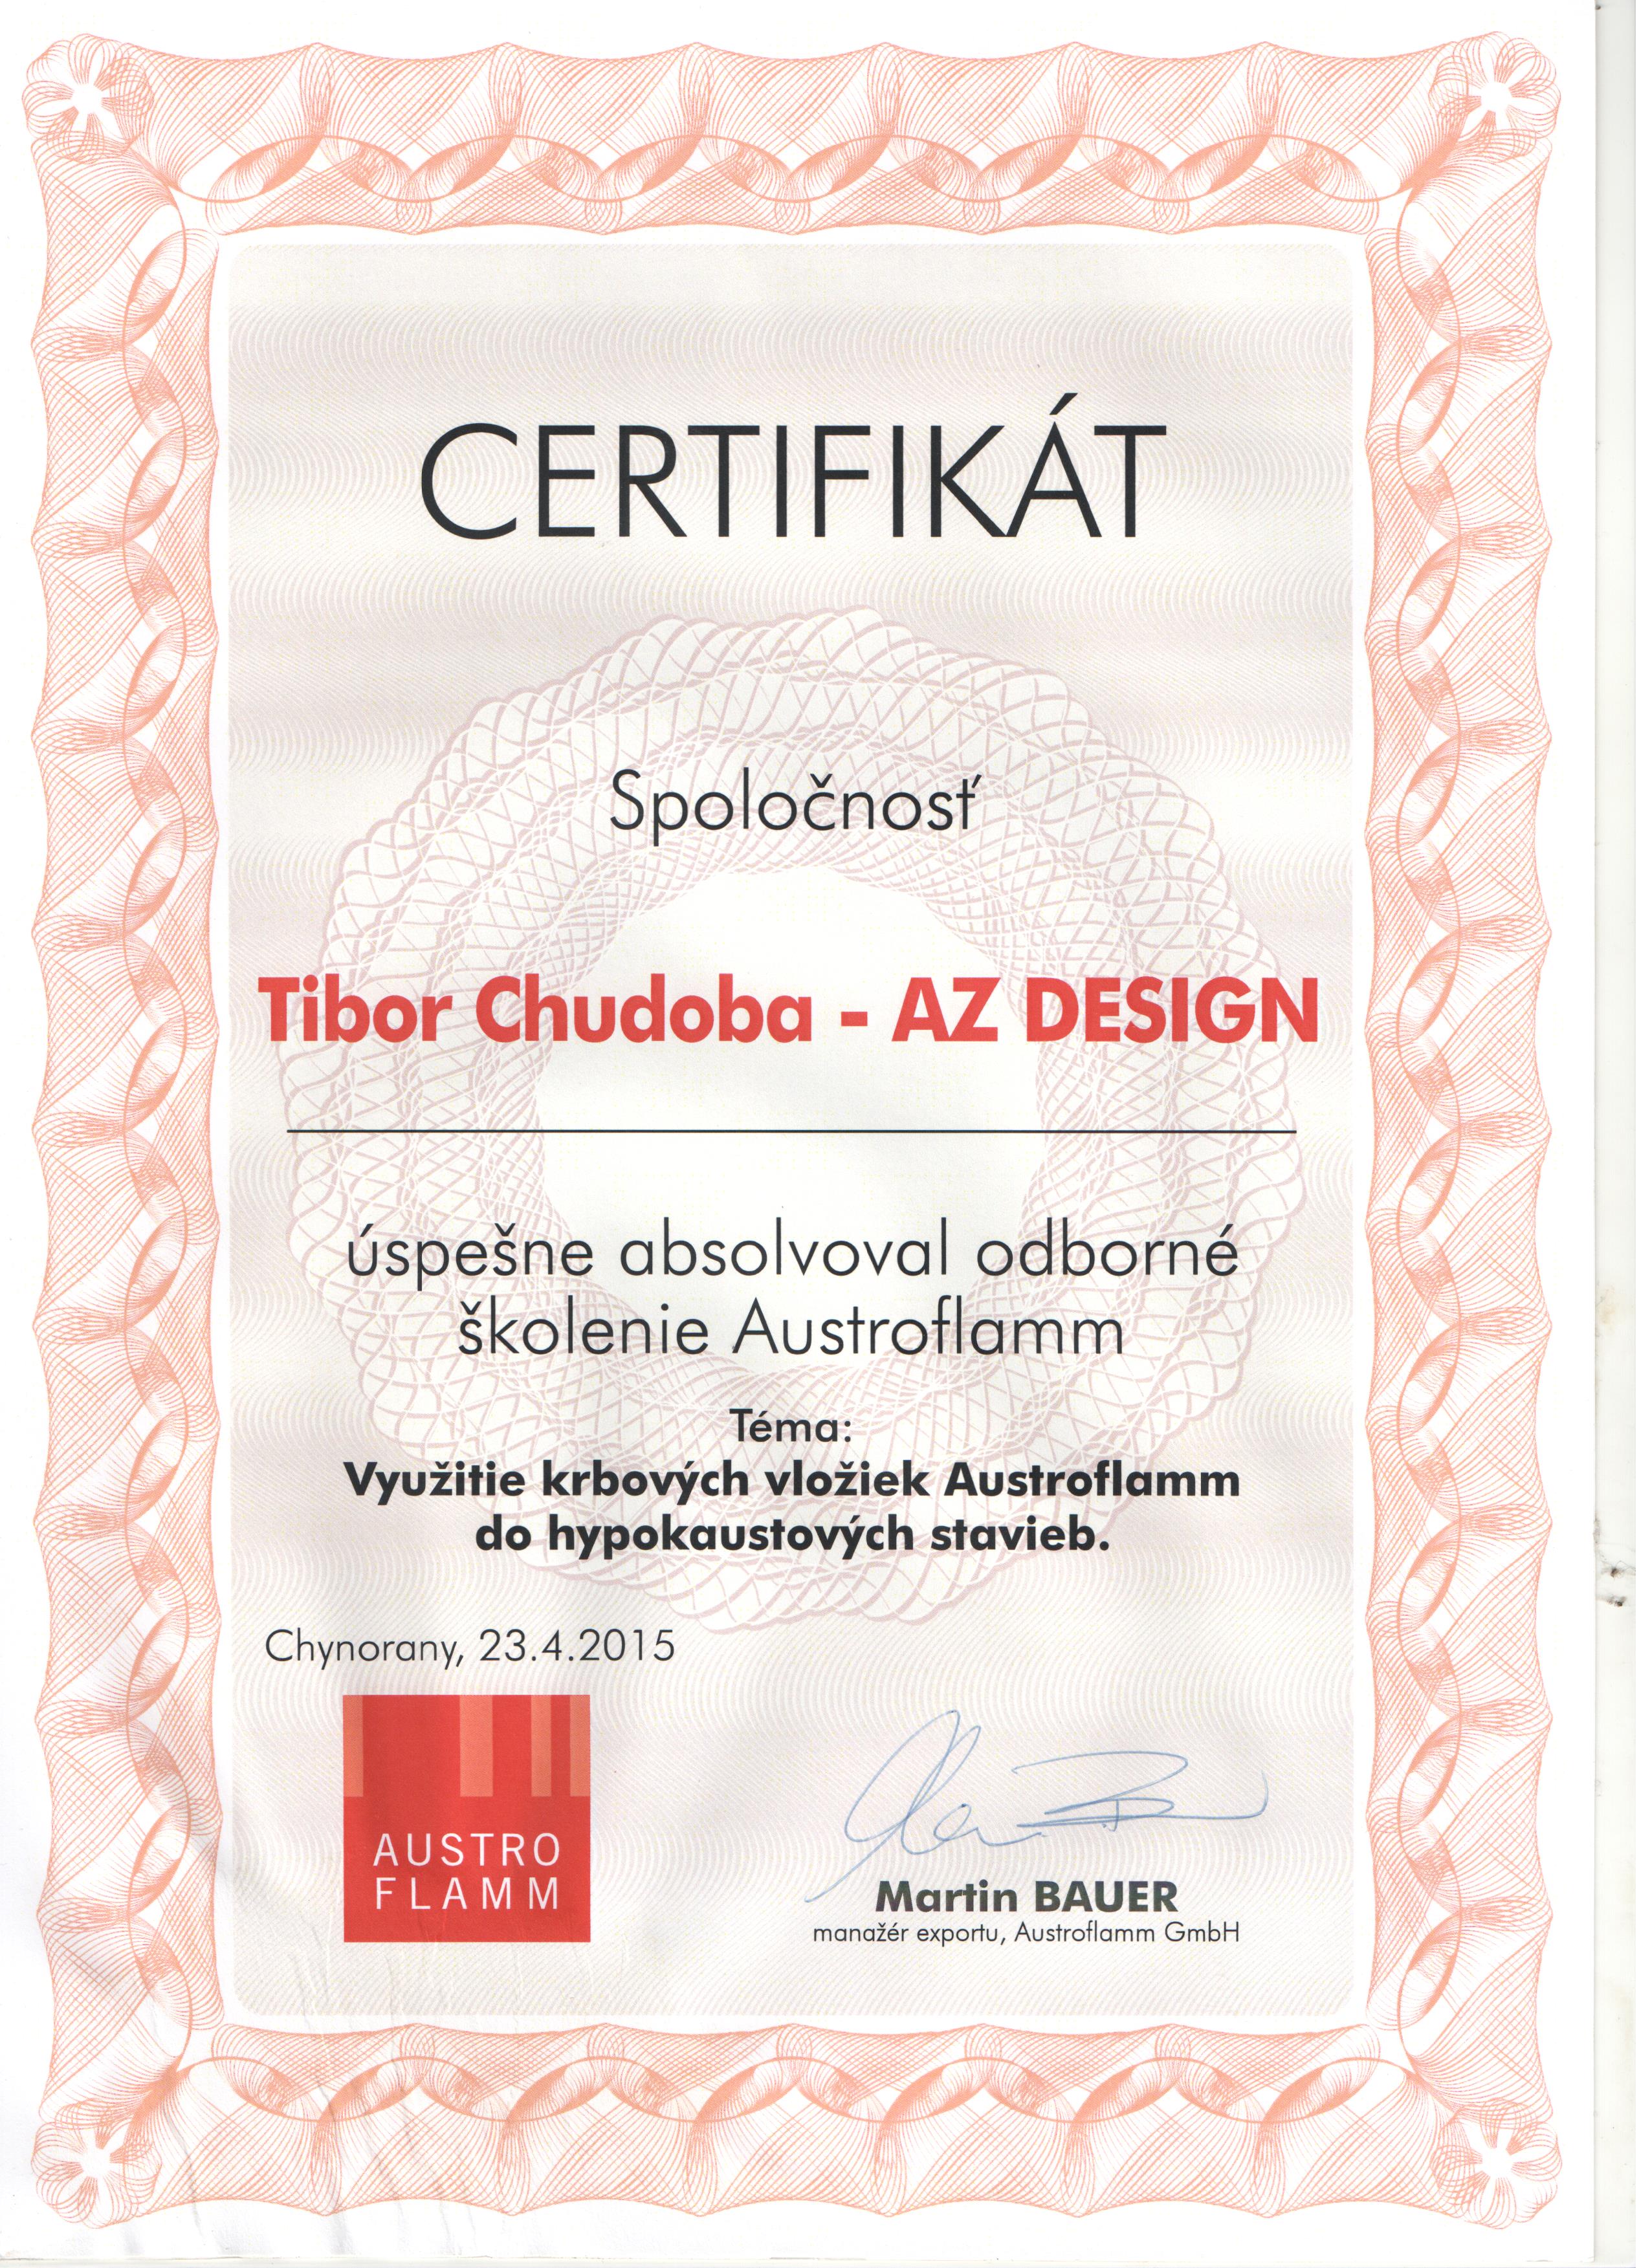 CERTIFIKÁT
Spoločnosť
Tibor Chudoba - AZ DESIGN
úspešne absolvoval odborné
školenie Austroflamm
Téma:
Využitie krbových vložiek Austroflamm
do hypokaustových stavieb.
Chynorany, 23.4.2015
AUSTRO
FLAMM
Martin BAUER
manažér exportu, Austroflamm GmbH